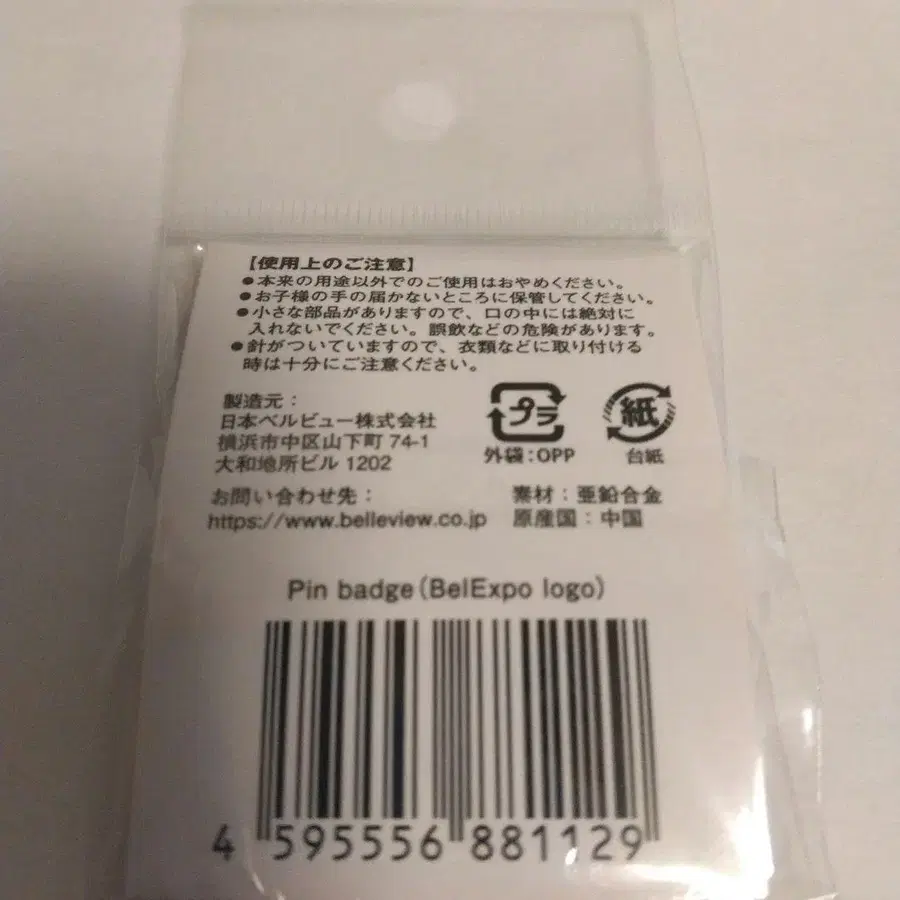 【使用上のご注意】
●本来の用途以外でのご使用はおやめください。
●お子様の手の届かないところに保管してください。
●小さな部品がありますので、口の中には絶対に
入れないでください。誤飲などの危険があります。
●針がついていますので、衣類などに取り付ける
時は十分にご注意ください。
製造元：
日本ベルビュー株式会社
横浜市中区山下町 74-1
大和地所ビル 1202
プラ
外袋：OPP
紙
台紙
お問い合わせ先：
https://www.belleview.co.jp
素材：亜鉛合金
原産国：中国
Pin badge（BelExpo logo）
4 595556 881129